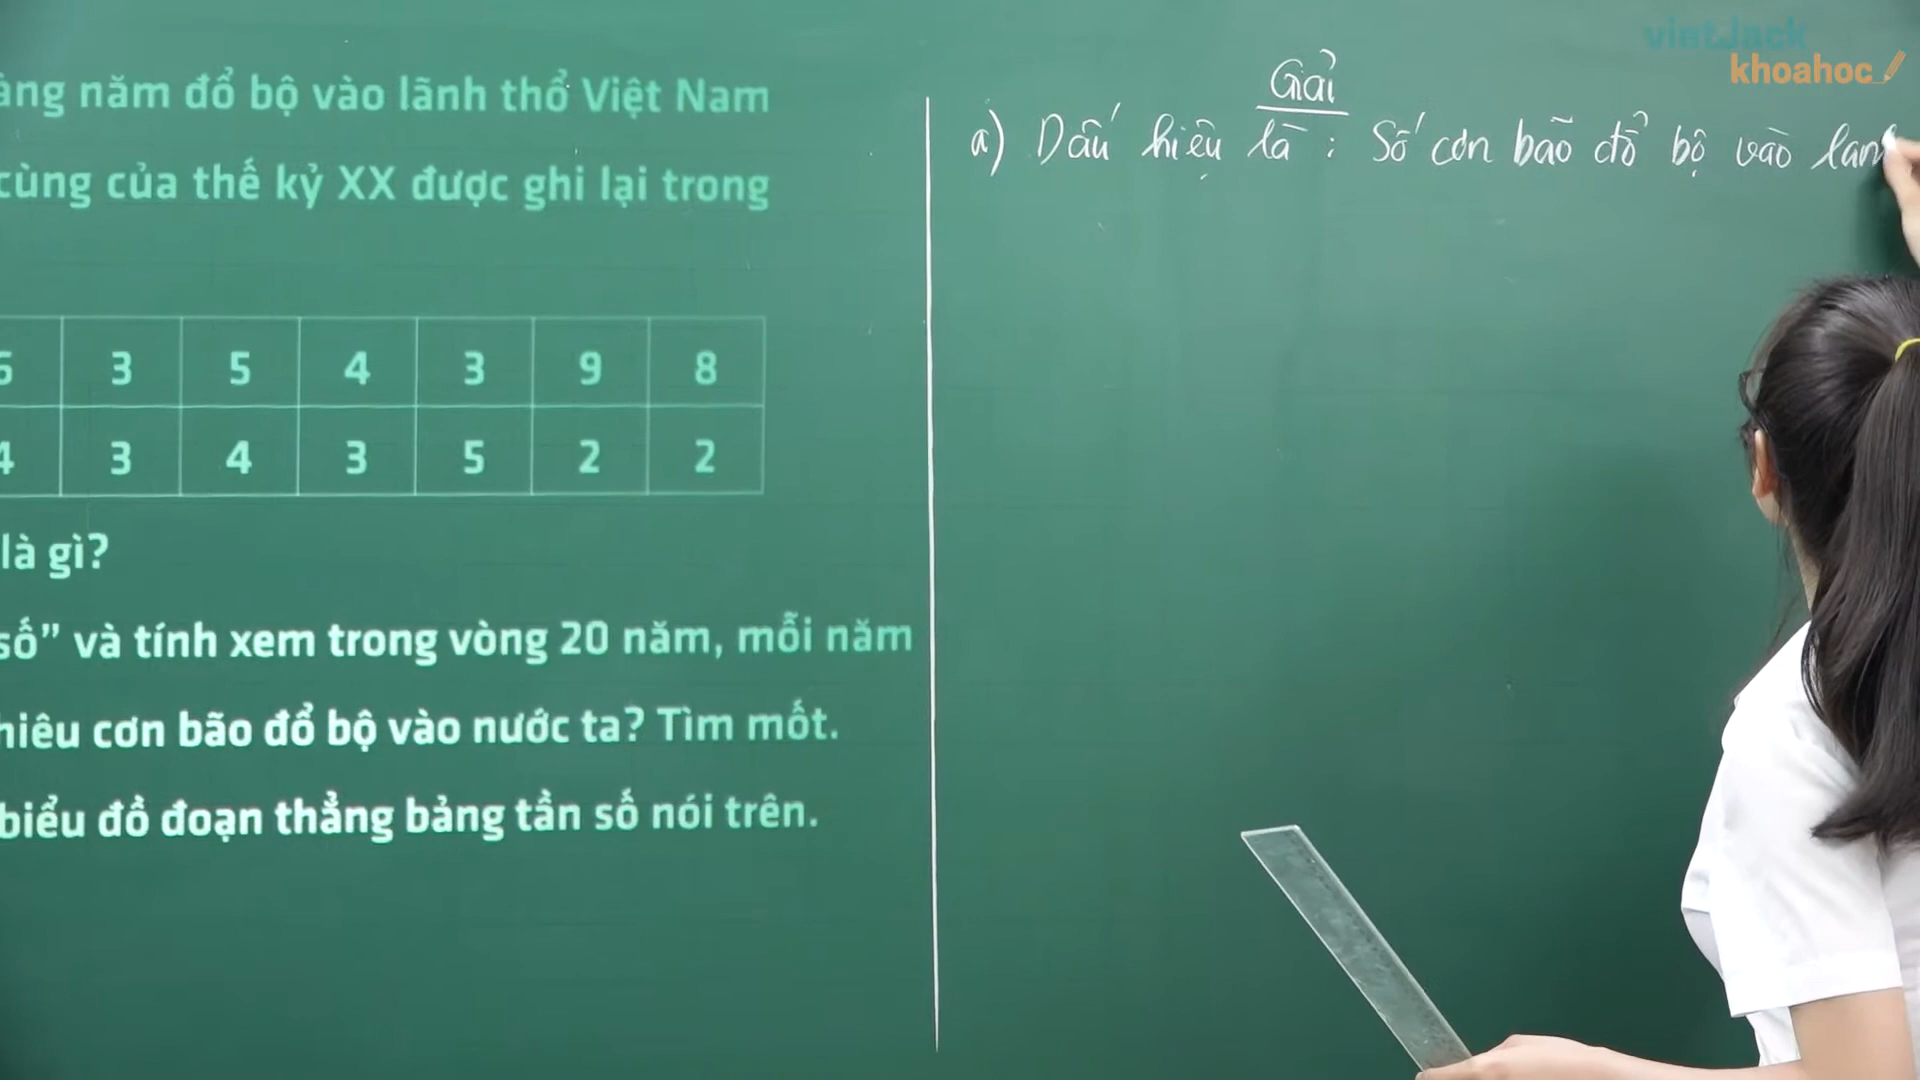 vietJack
khoahoc
năm đổ bộ vào lãnh thổ Việt Nam
cùng của thế kỷ XX được ghi lại trong
3 5 4 3 9 8
4 3 4 3 5 2 2
là gì?
số” và tính xem trong vòng 20 năm, mỗi năm
cơn bão đổ bộ vào nước ta? Tìm mốt.
biểu đồ đoạn thẳng bảng tần số nói trên.
Giải
a) Dấu hiệu là : Số cơn bão đổ bộ vào